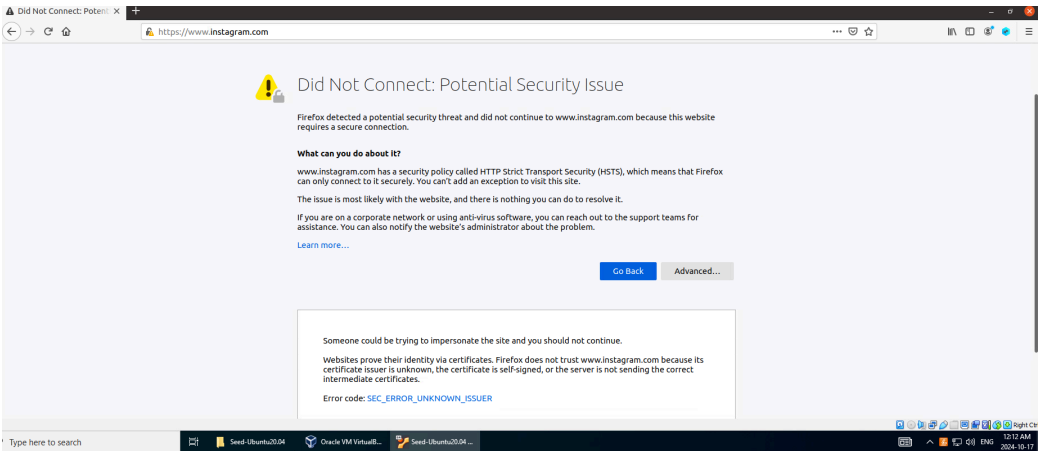 Did Not Connect: Potent
https://www.instagram.com
Did Not Connect: Potential Security Issue
Firefox detected a potential security threat and did not continue to www.instagram.com because this website
requires a secure connection.
What can you do about it?
www.instagram.com has a security policy called HTTP Strict Transport Security (HSTS), which means that Firefox
can only connect to it securely. You can't add an exception to visit this site.
The issue is most likely with the website, and there is nothing you can do to resolve it.
If you are on a corporate network or using anti-virus software, you can reach out to the support teams for
assistance. You can also notify the website's administrator about the problem.
Learn more…
Go Back Advanced…
Someone could be trying to impersonate the site and you should not continue.
Websites prove their identity via certificates. Firefox does not trust www.instagram.com because its
certificate issuer is unknown, the certificate is self-signed, or the server is not sending the correct
intermediate certificates.
Error code: SEC_ERROR_UNKNOWN_ISSUER
Right Ctr
Type here to search Seed-Ubuntu20.04 Oracle VM VirtualB... Seed-Ubuntu20.04 ... ENG 12:12 AM
2024-10-17